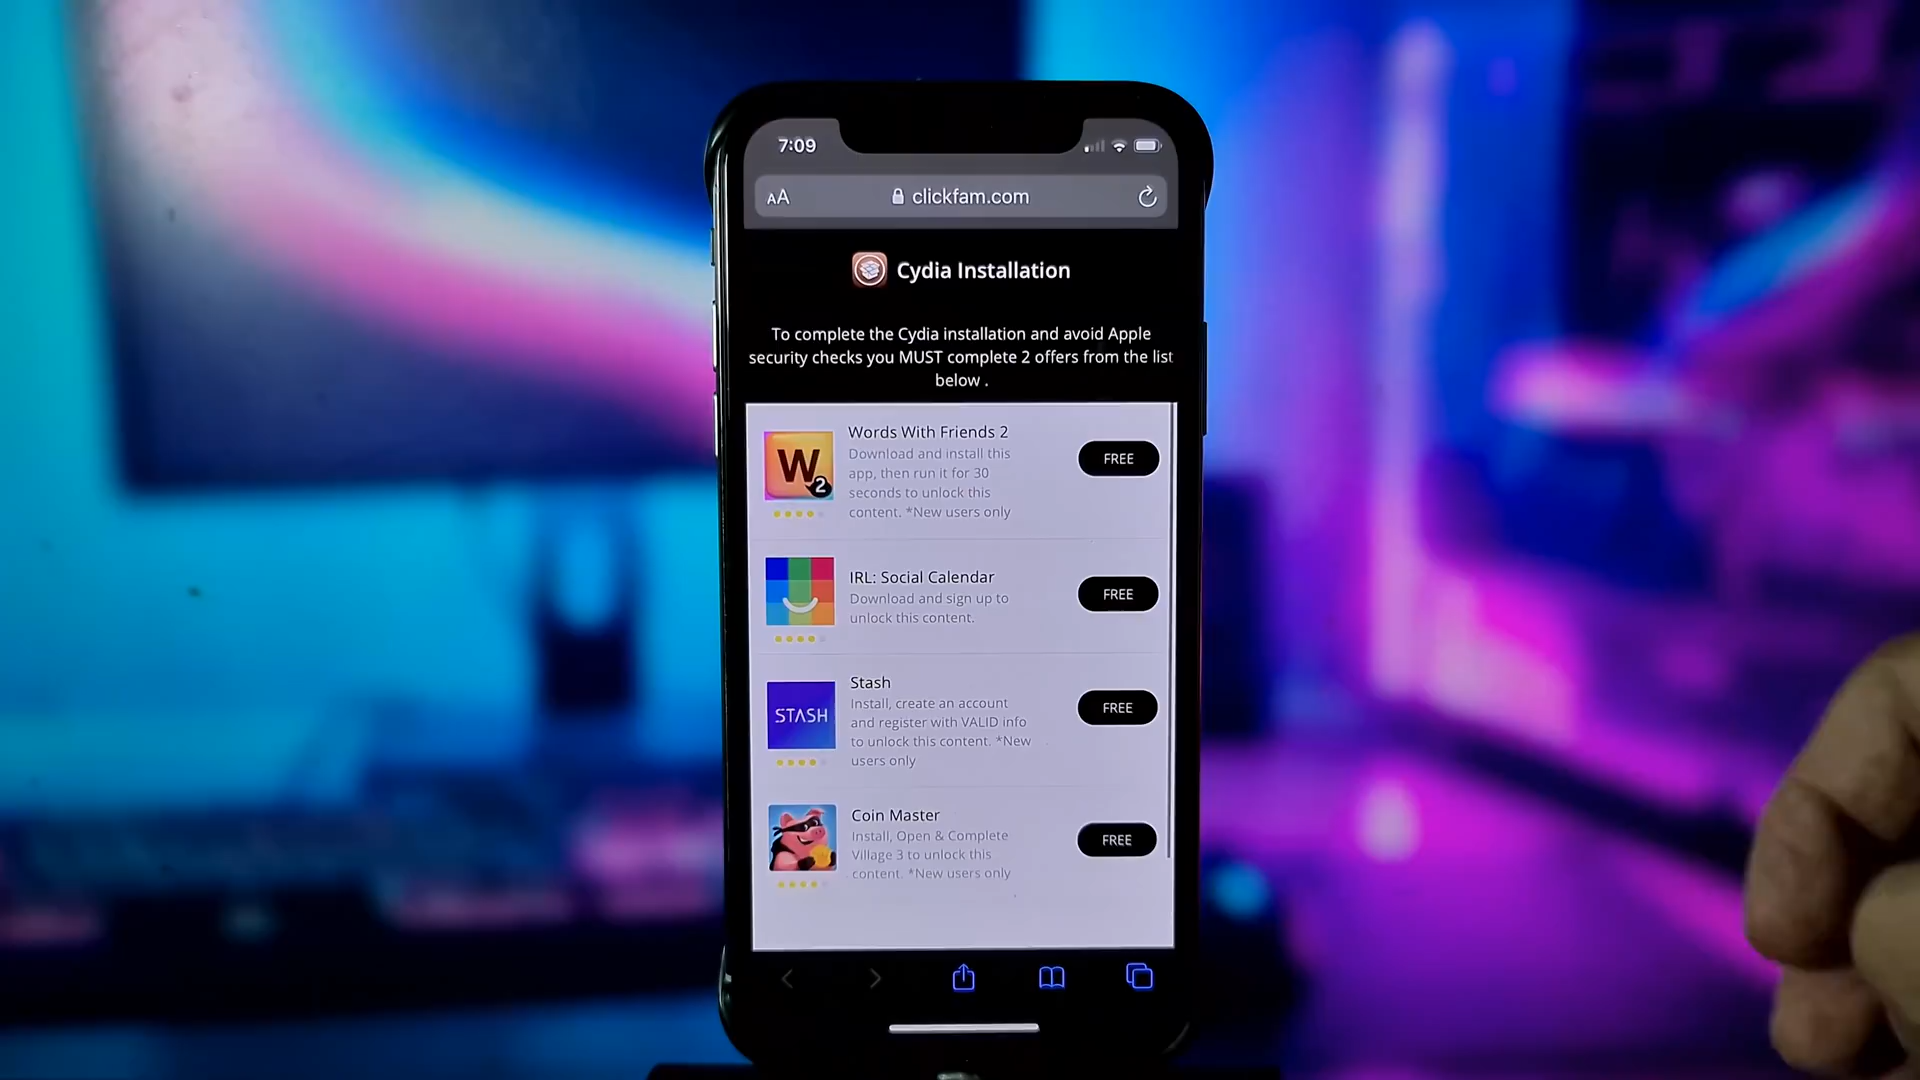 7:09
AA
clickfam.com
Cydia Installation
To complete the Cydia installation and avoid Apple
security checks you MUST complete 2 offers from the list
below .
W
2
Words With Friends 2
Download and install this
app, then run it for 30
seconds to unlock this
content. *New users only
FREE
IRL: Social Calendar
Download and sign up to
unlock this content.
FREE
STASH
Stash
Install, create an account
and register with VALID info
to unlock this content. *New
users only
FREE
Coin Master
Install, Open & Complete
Village 3 to unlock this
content. *New users only
FREE